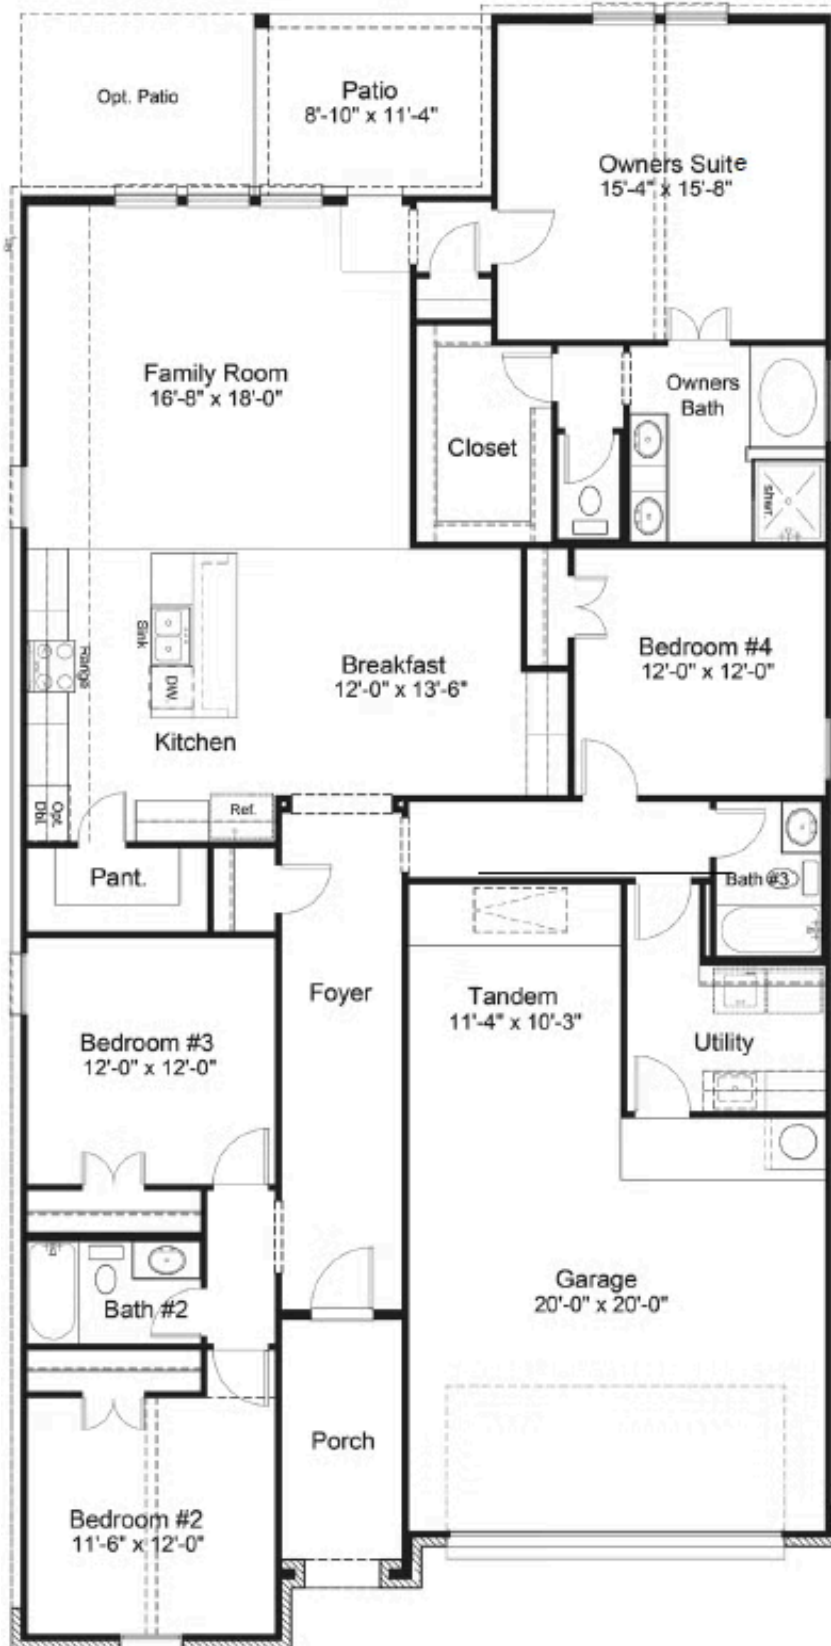 Opt. Patio
Patio
8'-10" x 11'-4"
Owners Suite
15'-4" x 15'-8"
Family Room
16'-8" x 18'-0"
Owners
Bath
Closet
shwr.
Sink
Range
DW.
Breakfast
12'-0" x 13'-6"
Bedroom #4
12'-0" x 12'-0"
Kitchen
Opt.
Dbl.
Ref.
Pant.
Bath #3
Foyer
Tandem
11'-4" x 10'-3"
Bedroom #3
12'-0" x 12'-0"
Utility
Bath #2
Garage
20'-0" x 20'-0"
Porch
Bedroom #2
11'-6" x 12'-0"